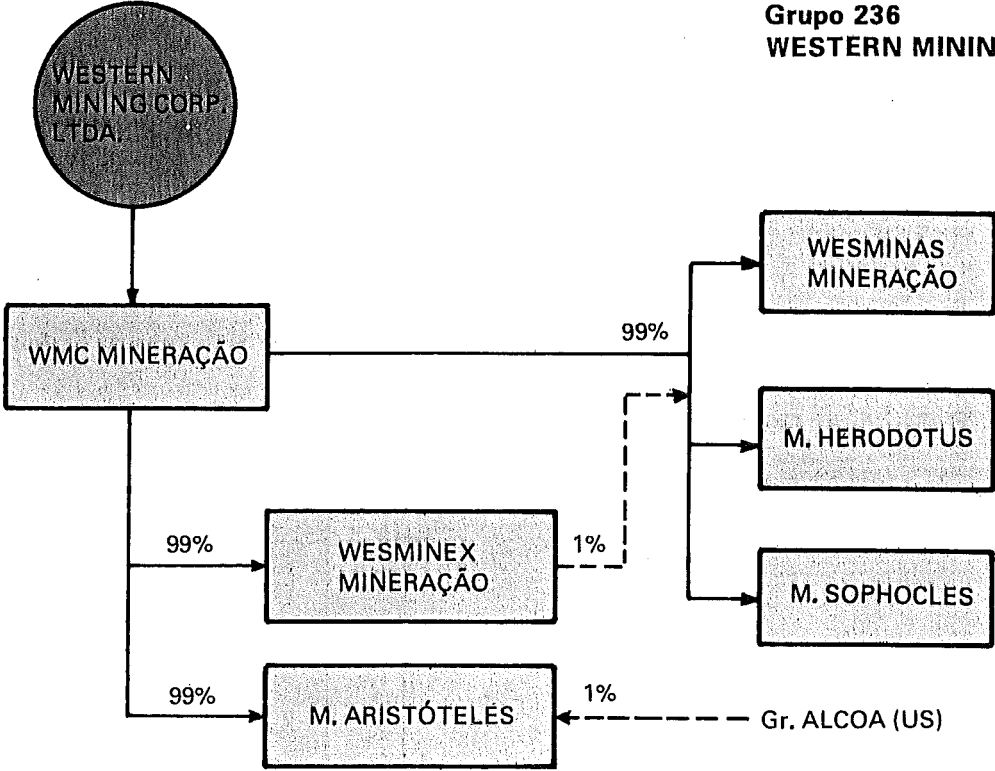 Grupo 236
WESTERN MININ
WESTERN
MINING CORP.
LTDA.
WESMINAS
MINERAÇÃO
99%
WMC MINERAÇÃO
M. HERODOTUS
99%
WESMINEX
MINERAÇÃO
1%
M. SOPHOCLES
99%
M. ARISTÓTELES
1%
Gr. ALCOA (US)